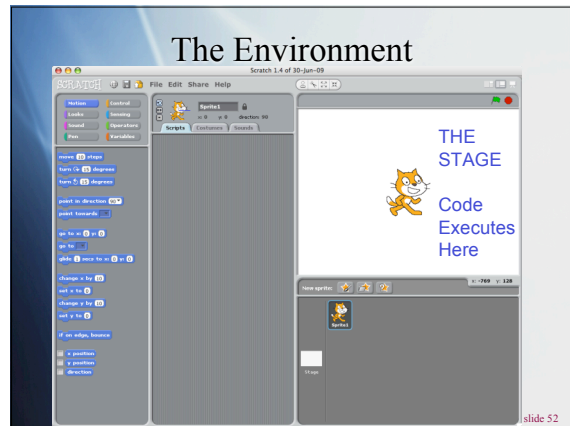 The Environment
Scratch 1.4 of 30-Jun-09
SCRATCH File Edit Share Help
Motion Control
Looks Sensing
Sound Operators
Pen Variables
Sprite1
x: 0 y: 0 direction: 90
Scripts Costumes Sounds
move 10 steps
turn 15 degrees
turn 15 degrees
point in direction 90
point towards
go to x: 0 y: 0
go to
glide 1 secs to x: 0 y: 0
change x by 10
set x to 0
change y by 10
set y to 0
if on edge, bounce
x position
y position
direction
THE
STAGE
Code
Executes
Here
x: -769 y: 128
New sprite:
Sprite1
Stage
slide 52